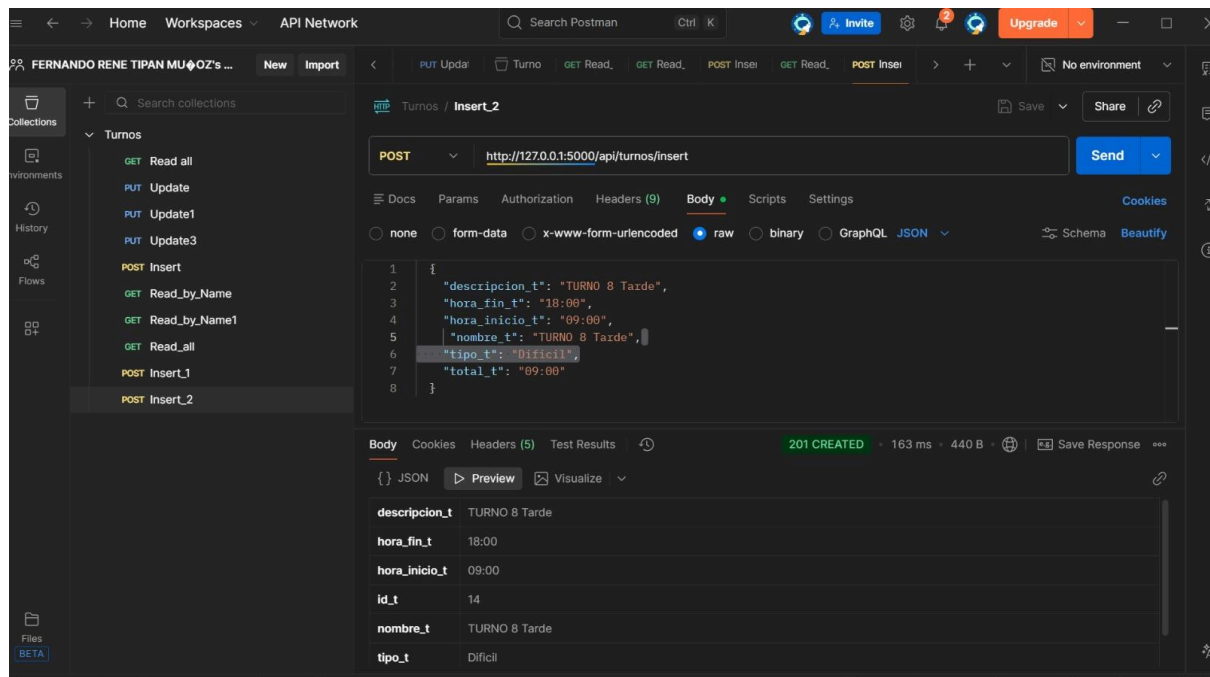 Home Workspaces API Network Search Postman Ctrl K Invite 2 Upgrade
FERNANDO RENE TIPAN MU�OZ's ... New Import
PUT Updat Turno GET Read_ GET Read_ POST Inser GET Read_ POST Inser No environment
Collections
Search collections
Turnos / Insert_2 Save Share
Turnos
GET Read all
PUT Update
PUT Update1
PUT Update3
POST Insert
GET Read_by_Name
GET Read_by_Name1
GET Read_all
POST Insert_1
POST Insert_2
nvironments
History
Flows
Files
BETA
POST http://127.0.0.1:5000/api/turnos/insert Send
Docs Params Authorization Headers (9) Body Scripts Settings Cookies
none form-data x-www-form-urlencoded raw binary GraphQL JSON Schema Beautify
1 {
2 "descripcion_t": "TURNO 8 Tarde",
3 "hora_fin_t": "18:00",
4 "hora_inicio_t": "09:00",
5 "nombre_t": "TURNO 8 Tarde",
6 "tipo_t": "Dificil",
7 "total_t": "09:00"
8 }
Body Cookies Headers (5) Test Results 201 CREATED 163 ms 440 B e.g. Save Response
{} JSON Preview Visualize
descripcion_t TURNO 8 Tarde
hora_fin_t 18:00
hora_inicio_t 09:00
id_t 14
nombre_t TURNO 8 Tarde
tipo_t Dificil